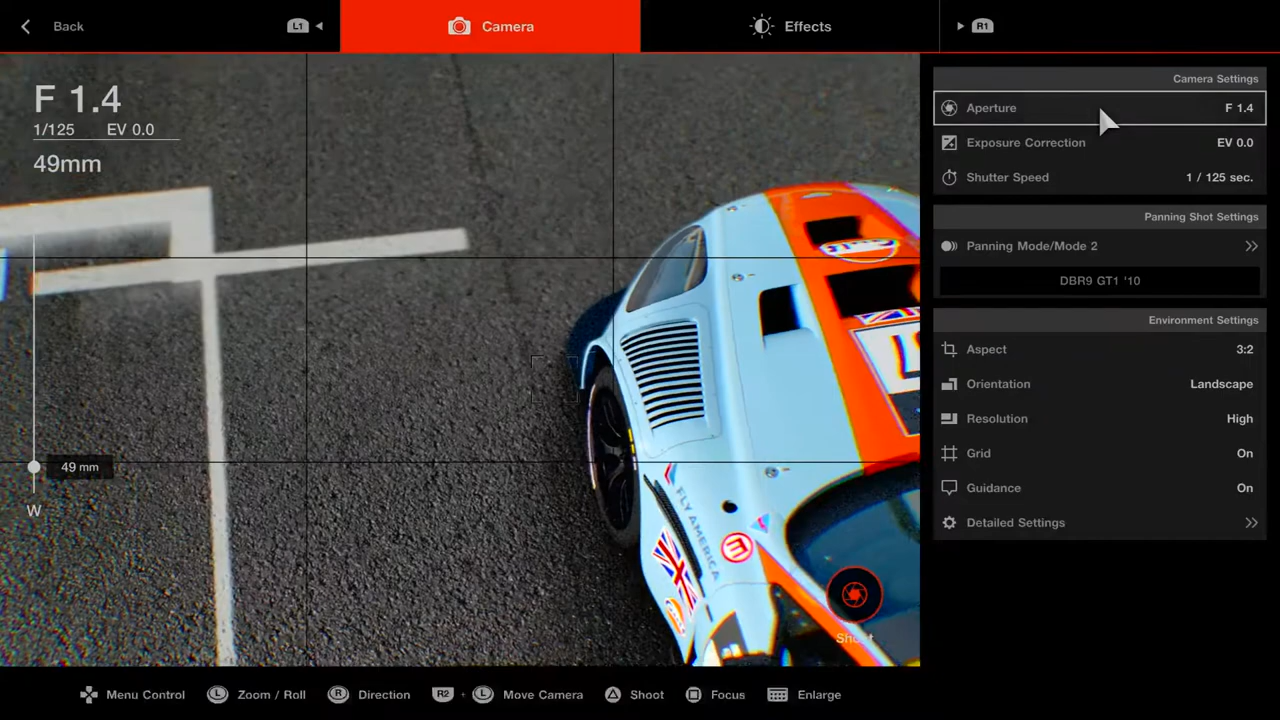 Back
L1
Camera
Effects
R1
F 1.4
1/125 EV 0.0
49mm
49 mm
W
FLY AMERICA
E
Shoot
Camera Settings
Aperture F 1.4
Exposure Correction EV 0.0
Shutter Speed 1 / 125 sec.
Panning Shot Settings
Panning Mode/Mode 2
DBR9 GT1 '10
Environment Settings
Aspect 3:2
Orientation Landscape
Resolution High
Grid On
Guidance On
Detailed Settings
Menu Control
L Zoom / Roll
R Direction
R2 + L Move Camera
Shoot
Focus
Enlarge